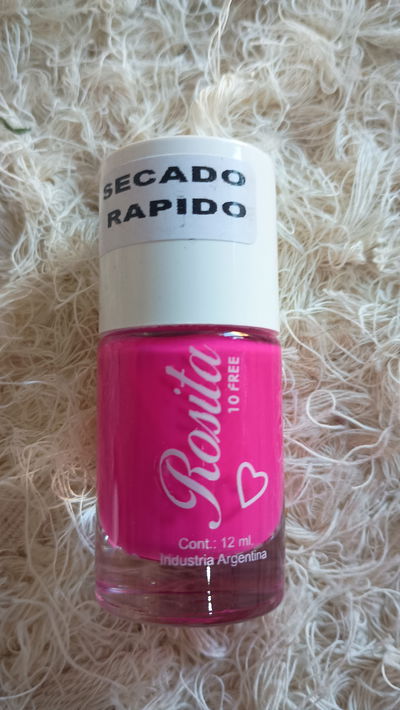 SECADO
RAPIDO
Rosita
10 FREE
Cont.: 12 ml.
Industria Argentina